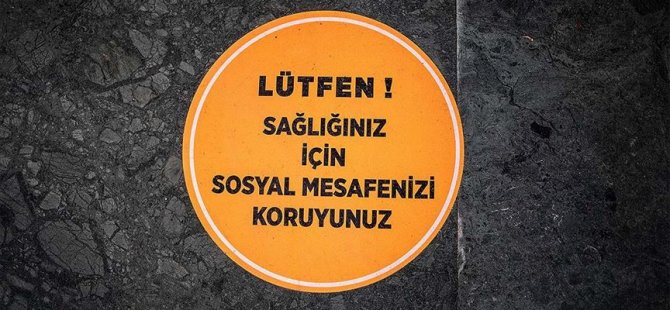 LÜTFEN !
SAĞLIĞINIZ
İÇİN
SOSYAL MESAFENİZİ
KORUYUNUZ